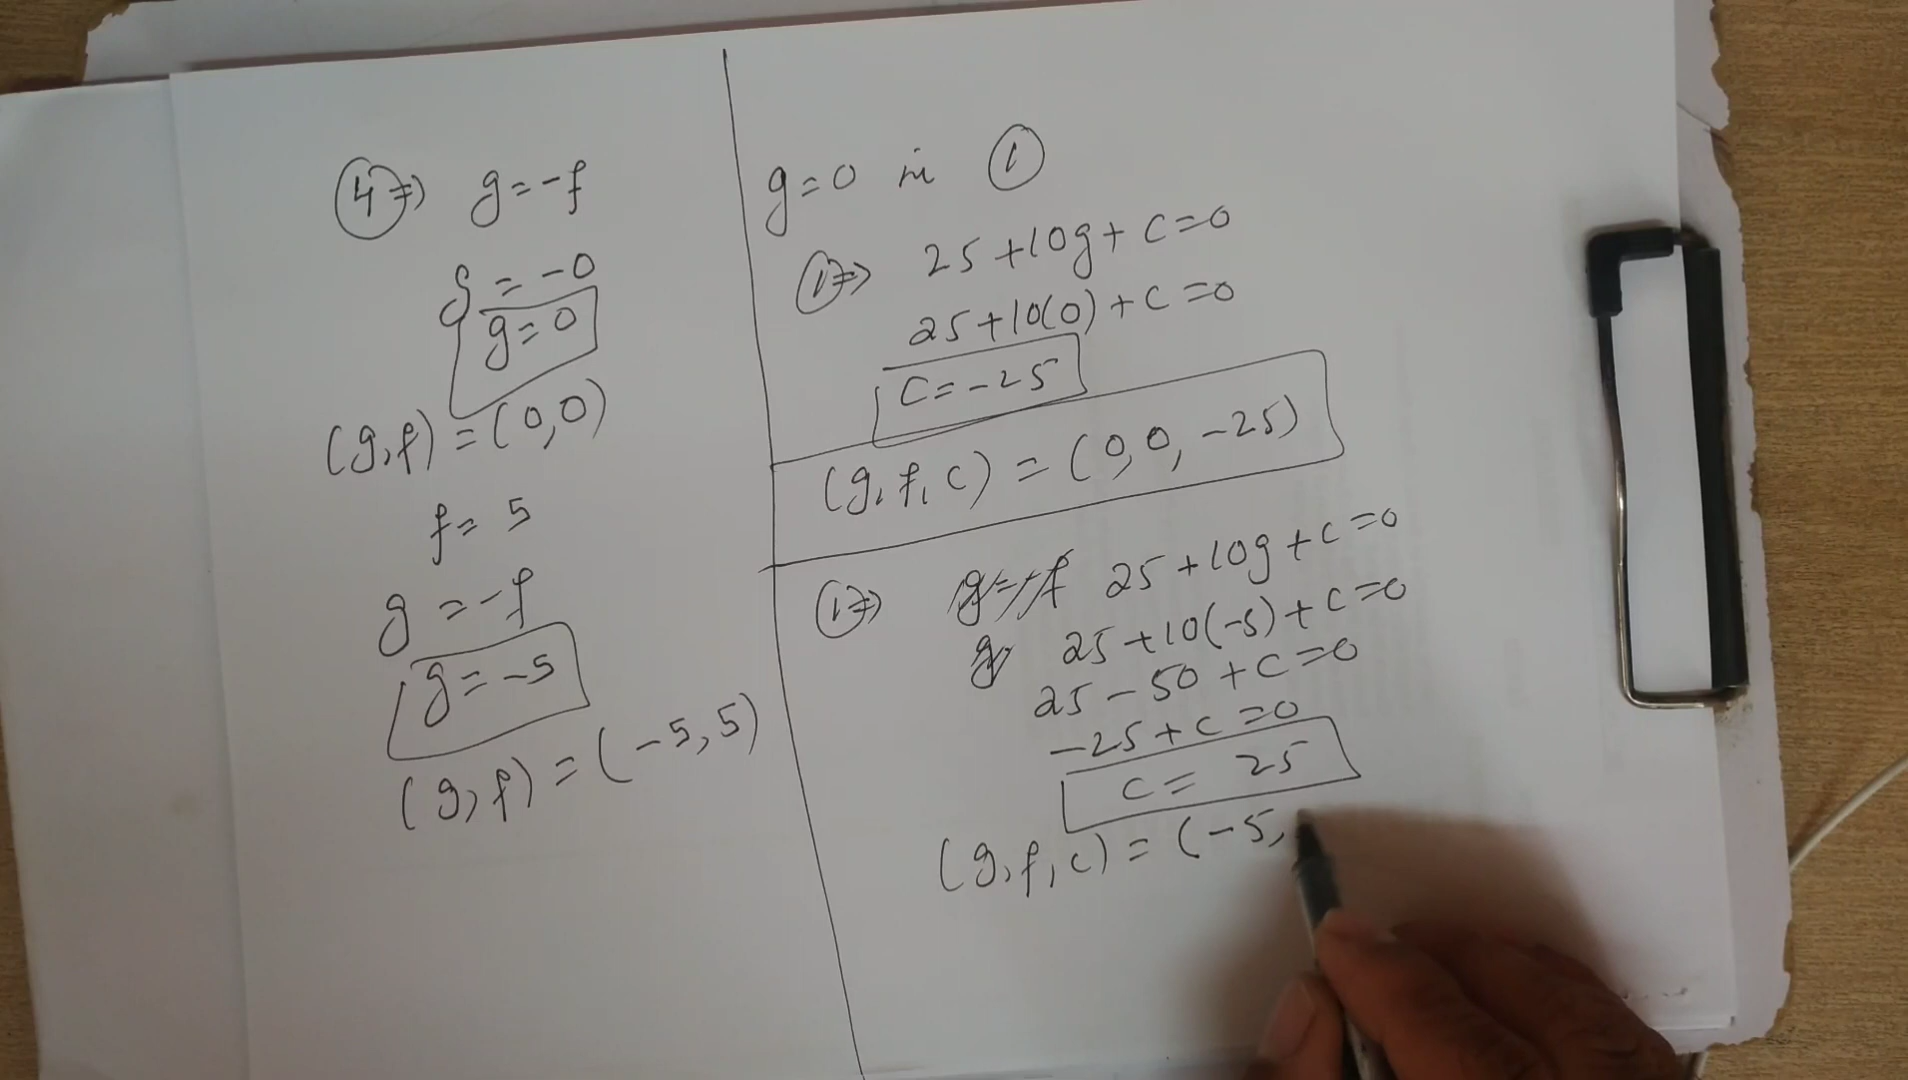 ④⇒ g=-f
g=-0
g=0
(g,f)=(0,0)
f=5
g=-f
g=-5
(g,f)=(-5,5)
g=0 in ①
①⇒ 25+10g+c=0
25+10(0)+c=0
c=-25
(g,f,c)=(0,0,-25)
①⇒ g=-f 25+10g+c=0
g 25+10(-5)+c=0
25-50+c=0
-25+c=0
c=25
(g,f,c)=(-5,